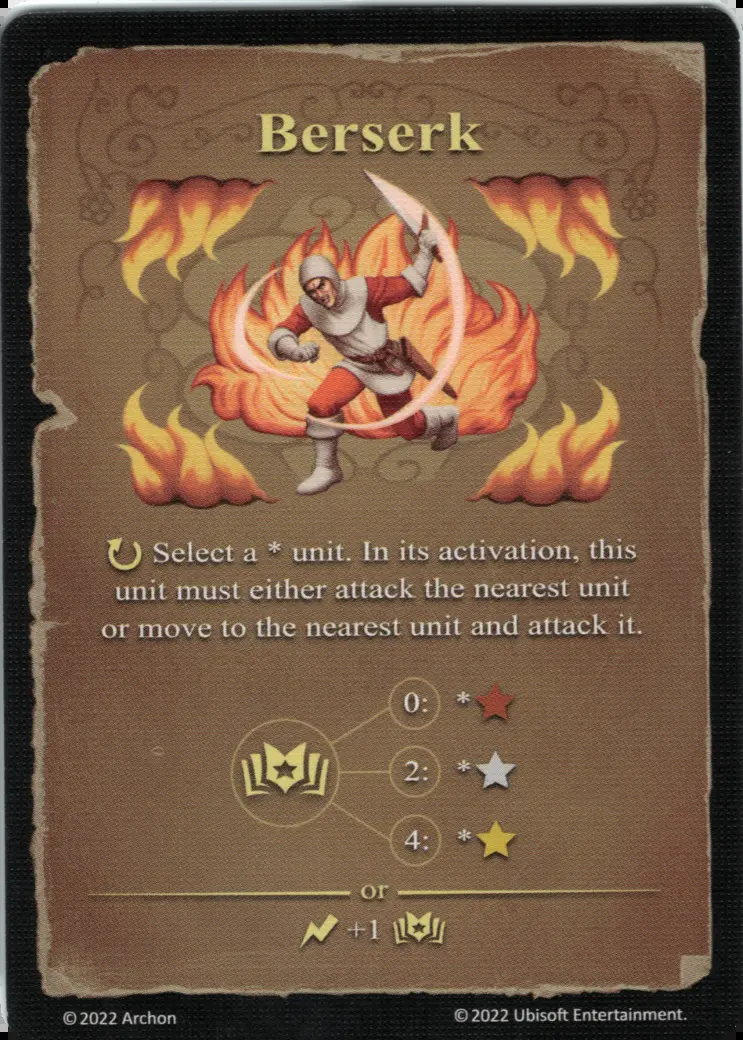 Berserk
Select a * unit. In its activation, this
unit must either attack the nearest unit
or move to the nearest unit and attack it.
0: *
2: *
4: *
or
+1
©2022 Archon
©2022 Ubisoft Entertainment.